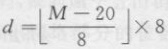 d = ⌊(M − 20)/8⌋ × 8